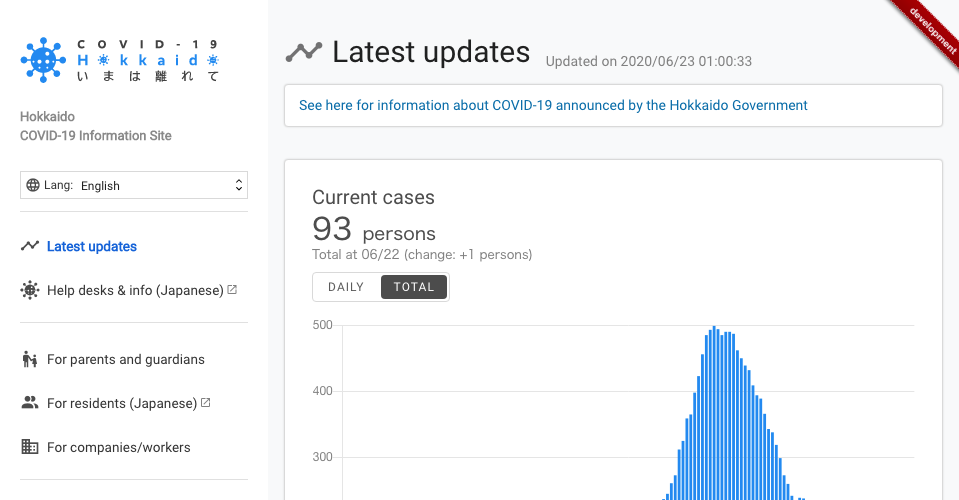 COVID-19
Hokkaido
いまは離れて
Hokkaido
COVID-19 Information Site
Lang: English
Latest updates
Help desks & info (Japanese)
For parents and guardians
For residents (Japanese)
For companies/workers
development
Latest updates Updated on 2020/06/23 01:00:33
See here for information about COVID-19 announced by the Hokkaido Government
Current cases
93 persons
Total at 06/22 (change: +1 persons)
DAILY TOTAL
500
400
300